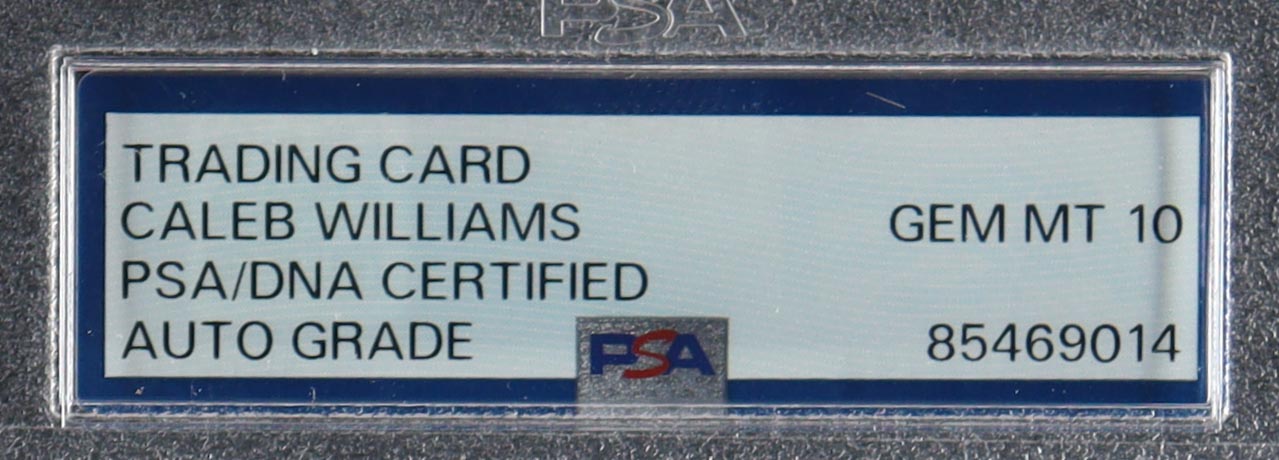 PSA
TRADING CARD
CALEB WILLIAMS GEM MT 10
PSA/DNA CERTIFIED
AUTO GRADE 85469014
PSA